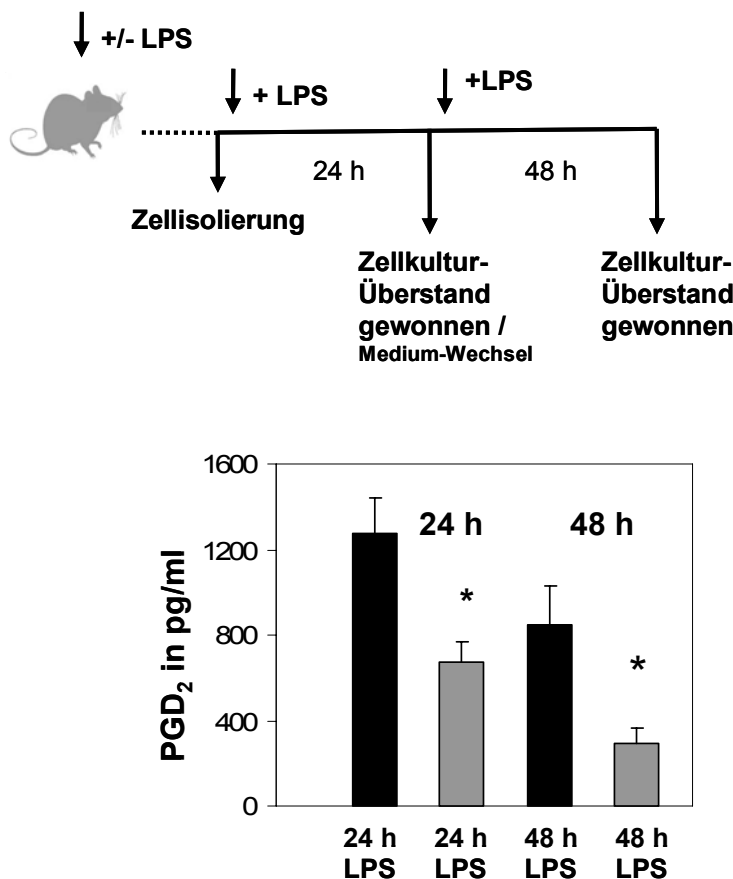 +/- LPS
+ LPS
+LPS
24 h
48 h
Zellisolierung
Zellkultur-
Überstand
gewonnen /
Medium-Wechsel
Zellkultur-
Überstand
gewonnen
1600
1200
800
400
0
PGD₂ in pg/ml
24 h
48 h
*
*
24 h
LPS
24 h
LPS
48 h
LPS
48 h
LPS